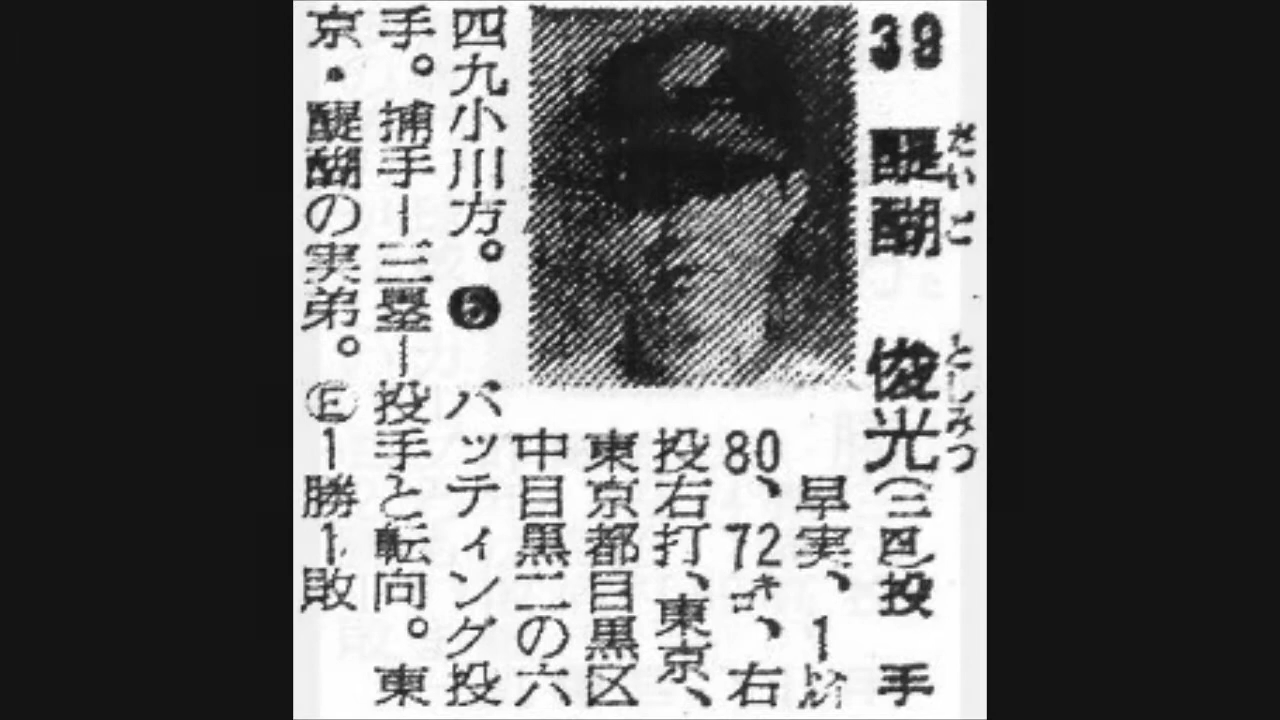 39 醍醐 俊光(二四)投手
だいご としみつ
早実、1㍍
80、72㌔、右
投右打、東京、
東京都目黒区
中目黒二の六
四九小川方。❻ バッティング投
手。捕手―三塁―投手と転向。東
京・醍醐の実弟。Ⓔ1勝1敗